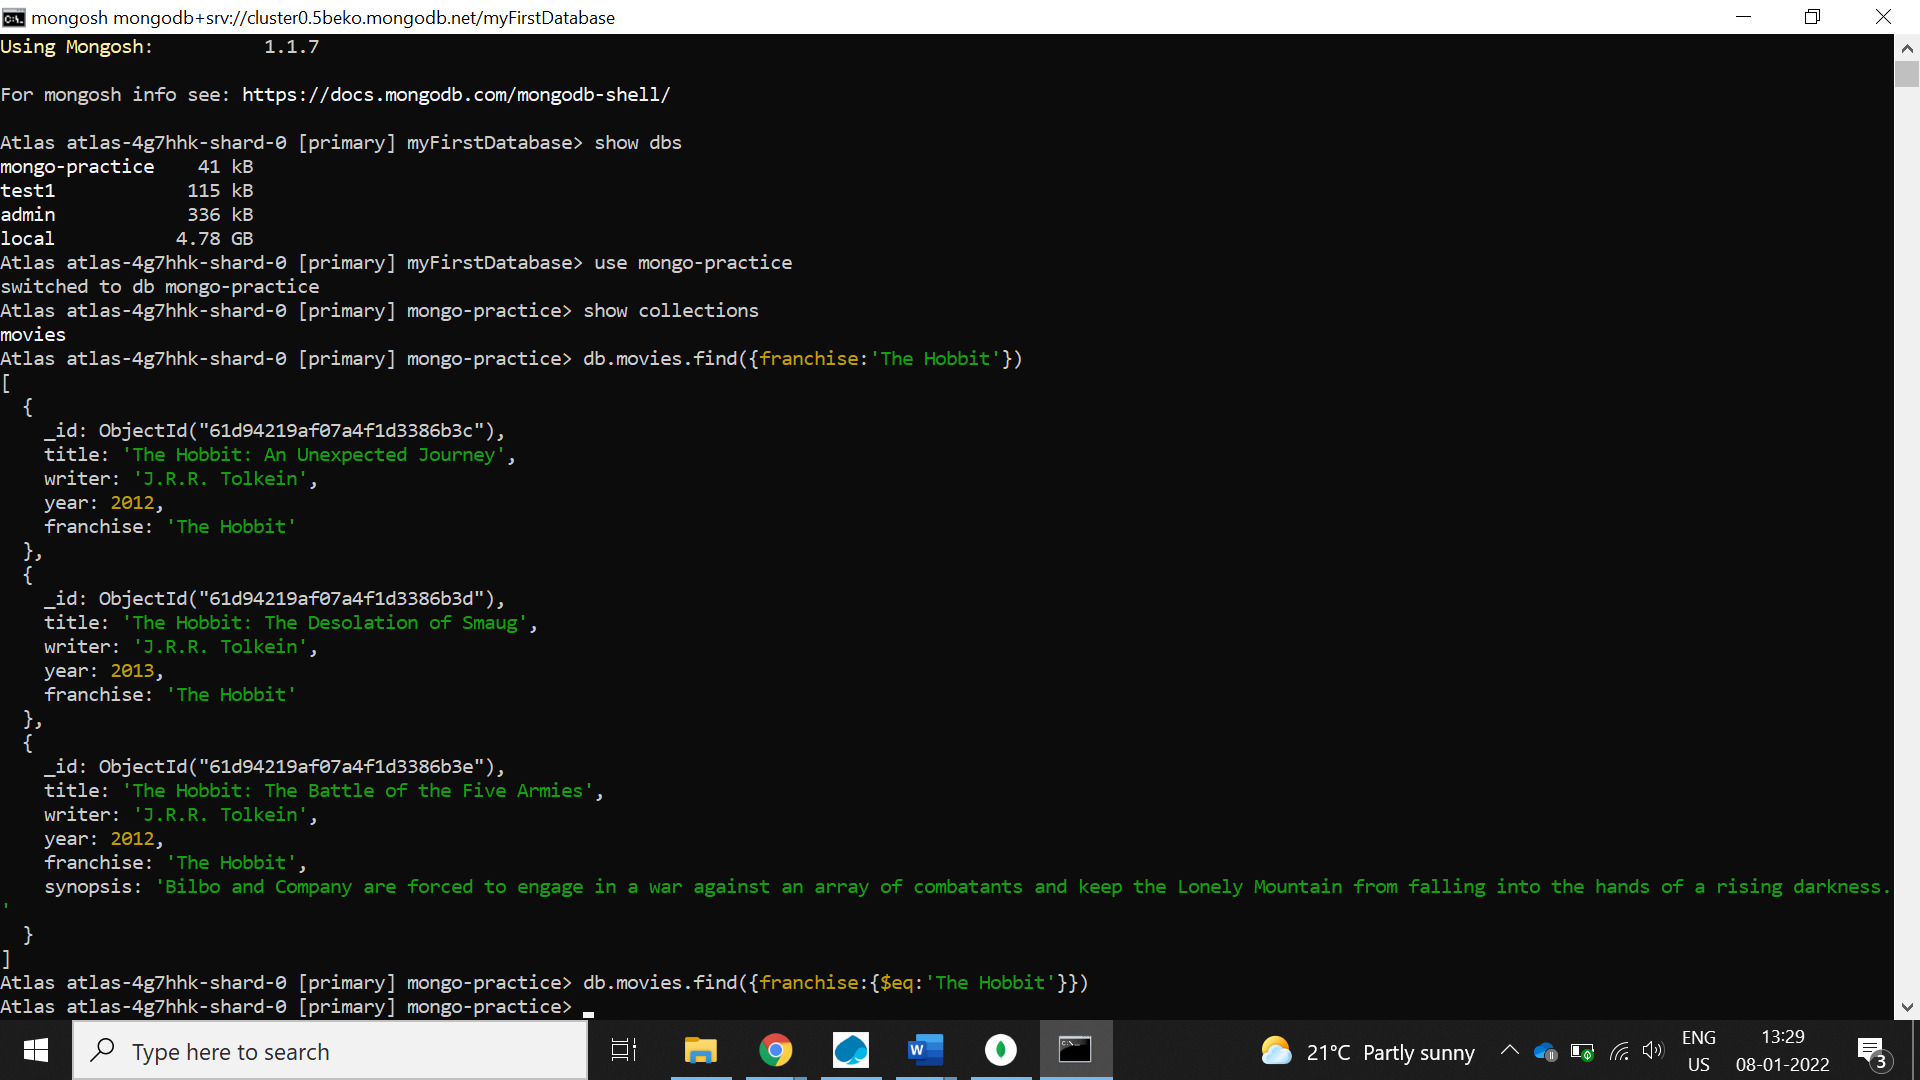 mongosh mongodb+srv://cluster0.5beko.mongodb.net/myFirstDatabase
Using Mongosh:          1.1.7
For mongosh info see: https://docs.mongodb.com/mongodb-shell/
Atlas atlas-4g7hhk-shard-0 [primary] myFirstDatabase> show dbs
mongo-practice    41 kB
test1            115 kB
admin            336 kB
local           4.78 GB
Atlas atlas-4g7hhk-shard-0 [primary] myFirstDatabase> use mongo-practice
switched to db mongo-practice
Atlas atlas-4g7hhk-shard-0 [primary] mongo-practice> show collections
movies
Atlas atlas-4g7hhk-shard-0 [primary] mongo-practice> db.movies.find({franchise:'The Hobbit'})
[
  {
    _id: ObjectId("61d94219af07a4f1d3386b3c"),
    title: 'The Hobbit: An Unexpected Journey',
    writer: 'J.R.R. Tolkein',
    year: 2012,
    franchise: 'The Hobbit'
  },
  {
    _id: ObjectId("61d94219af07a4f1d3386b3d"),
    title: 'The Hobbit: The Desolation of Smaug',
    writer: 'J.R.R. Tolkein',
    year: 2013,
    franchise: 'The Hobbit'
  },
  {
    _id: ObjectId("61d94219af07a4f1d3386b3e"),
    title: 'The Hobbit: The Battle of the Five Armies',
    writer: 'J.R.R. Tolkein',
    year: 2012,
    franchise: 'The Hobbit',
    synopsis: 'Bilbo and Company are forced to engage in a war against an array of combatants and keep the Lonely Mountain from falling into the hands of a rising darkness.
'
  }
]
Atlas atlas-4g7hhk-shard-0 [primary] mongo-practice> db.movies.find({franchise:{$eq:'The Hobbit'}})
Atlas atlas-4g7hhk-shard-0 [primary] mongo-practice>
Type here to search
21°C Partly sunny
ENG
US
13:29
08-01-2022
3